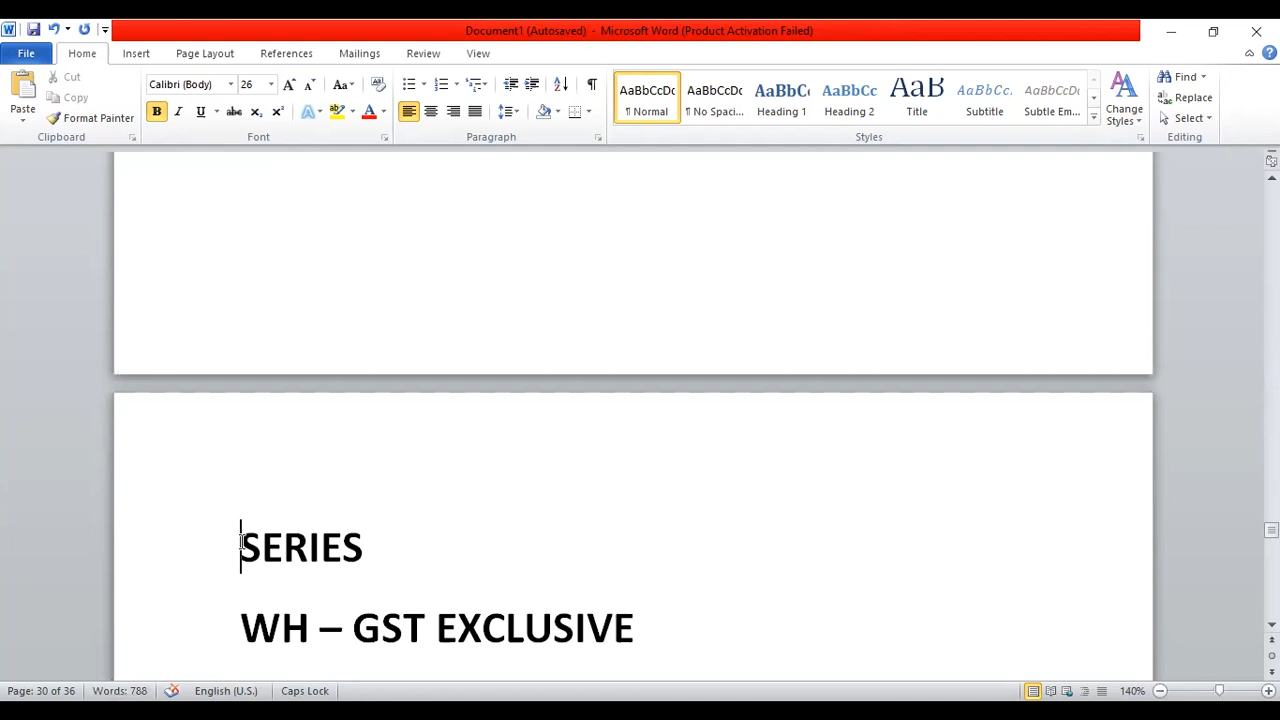 Document1 (Autosaved) - Microsoft Word (Product Activation Failed)
File Home Insert Page Layout References Mailings Review View
Paste
Cut
Copy
Format Painter
Clipboard
Calibri (Body) 26
Font
Paragraph
AaBbCcDc AaBbCcDc AaBbC AaBbCc AaB AaBbCc. AaBbCcDc
¶ Normal ¶ No Spaci... Heading 1 Heading 2 Title Subtitle Subtle Em...
Styles
Change Styles
Find
Replace
Select
Editing
SERIES
WH – GST EXCLUSIVE
Page: 30 of 36 Words: 788 English (U.S.) Caps Lock 140%